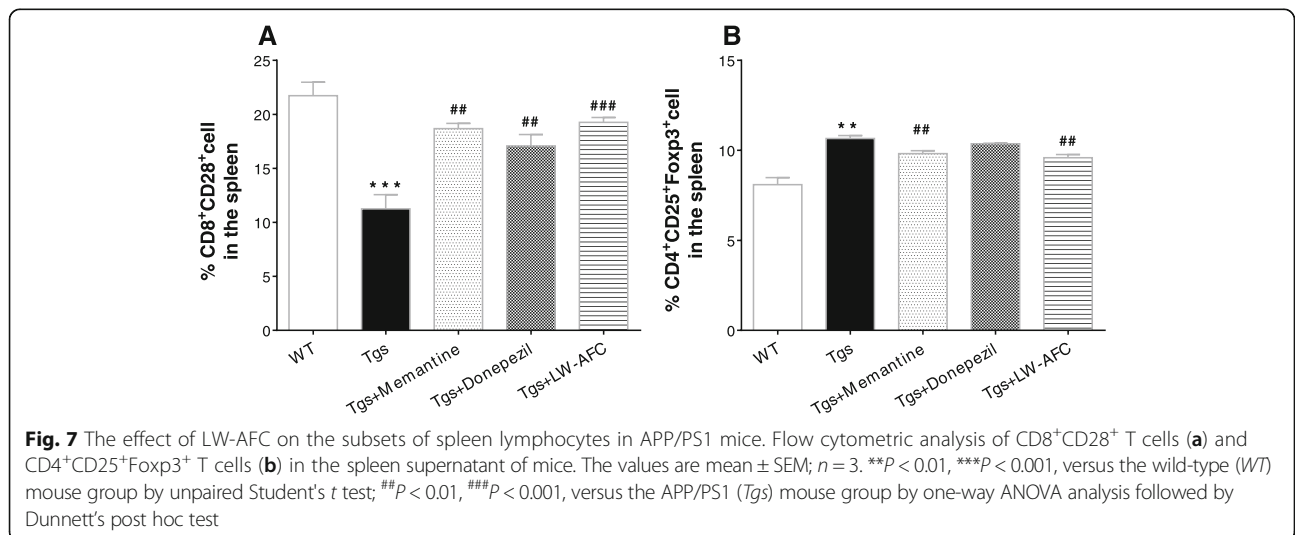 A
% CD8⁺CD28⁺cell
in the spleen
25
20
15
10
5
0
***
##
##
###
WT
Tgs
Tgs+Memantine
Tgs+Donepezil
Tgs+LW-AFC
B
% CD4⁺CD25⁺Foxp3⁺cell
in the spleen
15
10
5
0
**
##
##
WT
Tgs
Tgs+Memantine
Tgs+Donepezil
Tgs+LW-AFC
Fig. 7 The effect of LW-AFC on the subsets of spleen lymphocytes in APP/PS1 mice. Flow cytometric analysis of CD8⁺CD28⁺ T cells (a) and
CD4⁺CD25⁺Foxp3⁺ T cells (b) in the spleen supernatant of mice. The values are mean ± SEM; n = 3. **P < 0.01, ***P < 0.001, versus the wild-type (WT)
mouse group by unpaired Student's t test; ##P < 0.01, ###P < 0.001, versus the APP/PS1 (Tgs) mouse group by one-way ANOVA analysis followed by
Dunnett's post hoc test